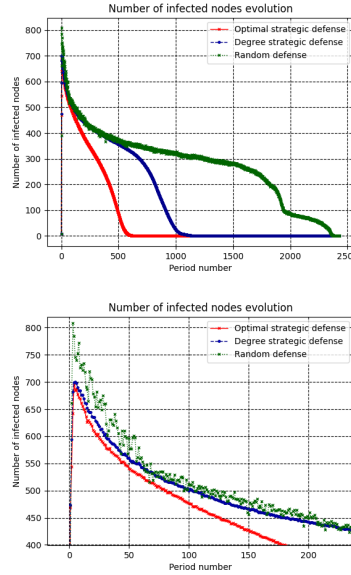 Number of infected nodes evolution
Optimal strategic defense
Degree strategic defense
Random defense
Number of infected nodes
800
700
600
500
400
300
200
100
0
0
500
1000
1500
2000
Period number
Number of infected nodes evolution
Optimal strategic defense
Degree strategic defense
Random defense
Number of infected nodes
800
750
700
650
600
550
500
450
400
0
50
100
150
200
Period number